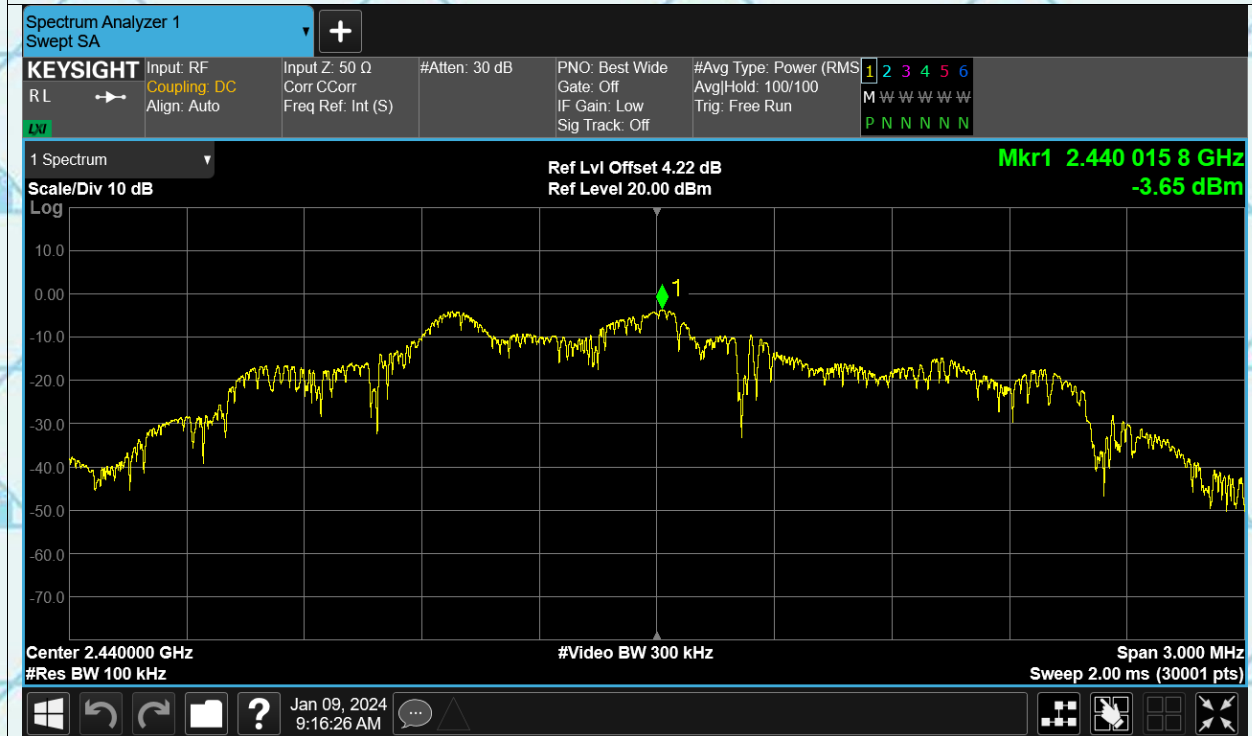 Spectrum Analyzer 1
Swept SA
▼
+
KEYSIGHT
R L
LXI
Input: RF
Coupling: DC
Align: Auto
Input Z: 50 Ω
Corr CCorr
Freq Ref: Int (S)
#Atten: 30 dB
PNO: Best Wide
Gate: Off
IF Gain: Low
Sig Track: Off
#Avg Type: Power (RMS
Avg|Hold: 100/100
Trig: Free Run
1 2 3 4 5 6
M W W W W W
P N N N N N
1 Spectrum ▼
Scale/Div 10 dB
Log
Ref Lvl Offset 4.22 dB
Ref Level 20.00 dBm
Mkr1 2.440 015 8 GHz
-3.65 dBm
10.0
0.00
-10.0
-20.0
-30.0
-40.0
-50.0
-60.0
-70.0
1
Center 2.440000 GHz
#Res BW 100 kHz
#Video BW 300 kHz
Span 3.000 MHz
Sweep 2.00 ms (30001 pts)
?
Jan 09, 2024
9:16:26 AM